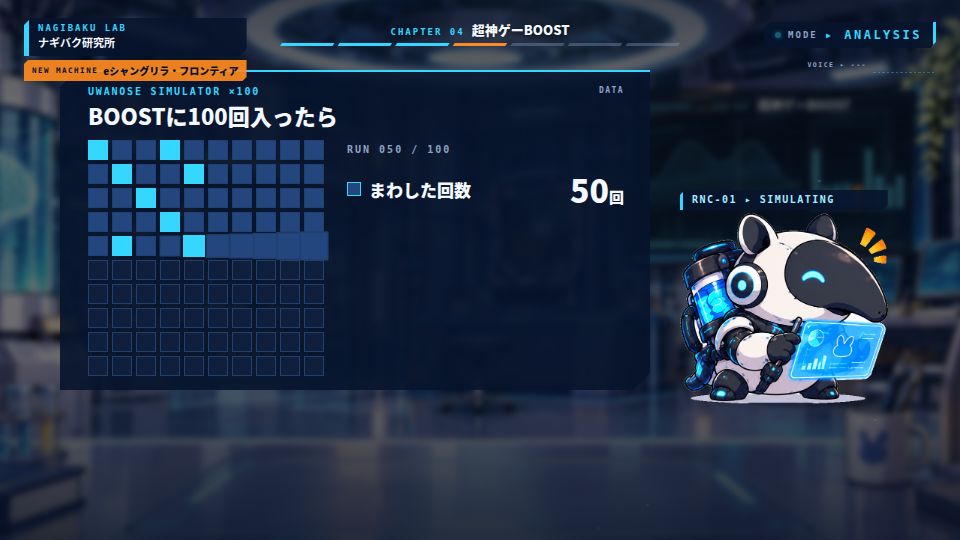 NAGIBAKU LAB
ナギバク研究所
NEW MACHINE eシャングリラ・フロンティア
CHAPTER 04 超神ゲーBOOST
MODE ▸ ANALYSIS
VOICE ▸ ---
UWANOSE SIMULATOR ×100
DATA
BOOSTに100回入ったら
RUN 050 / 100
まわした回数
50回
RNC-01 ▸ SIMULATING